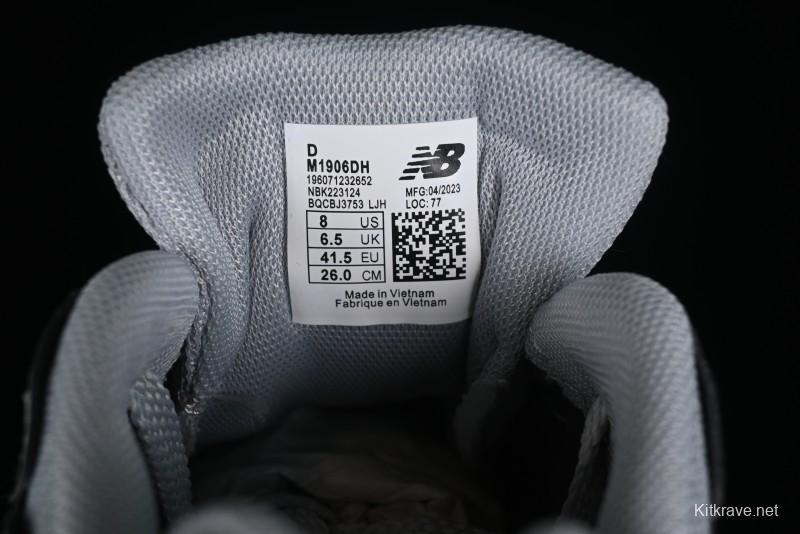 D
M1906DH
196071232652
NBK223124
BQCBJ3753 LJH
NB
MFG:04/2023
LOC: 77
8 US
6.5 UK
41.5 EU
26.0 CM
Made in Vietnam
Fabrique en Vietnam
Kitkrave.net